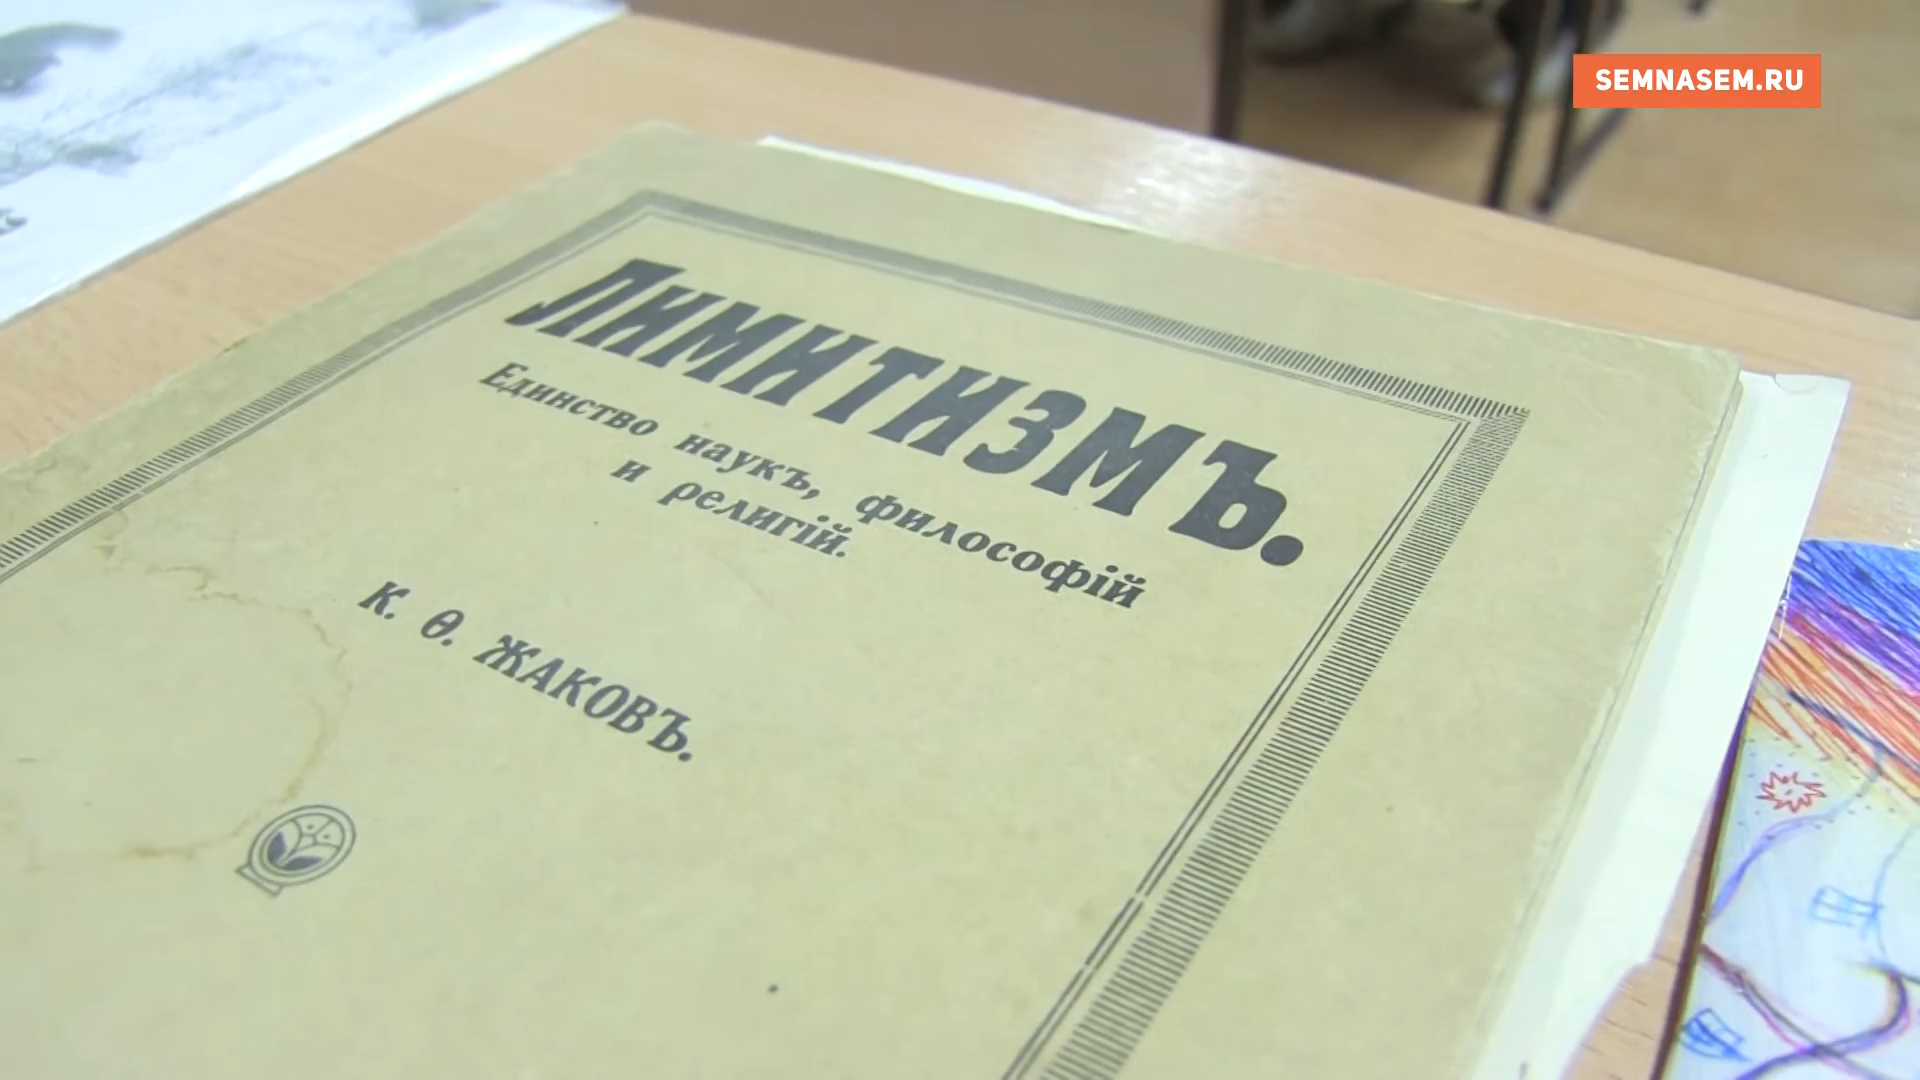 SEMNASEM.RU
ЛИМИТИЗМЪ.
Единство наукъ, философій
и религій.
К. Ѳ. ЖАКОВЪ.